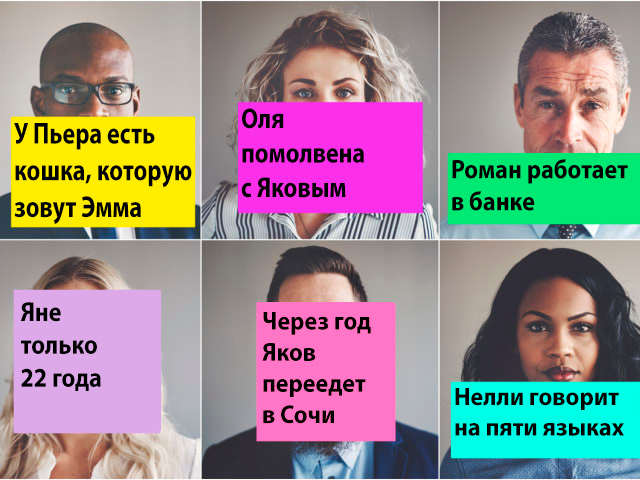 У Пьера есть
кошка, которую
зовут Эмма
Оля
помолвена
с Яковым
Роман работает
в банке
Яне
только
22 года
Через год
Яков
переедет
в Сочи
Нелли говорит
на пяти языках